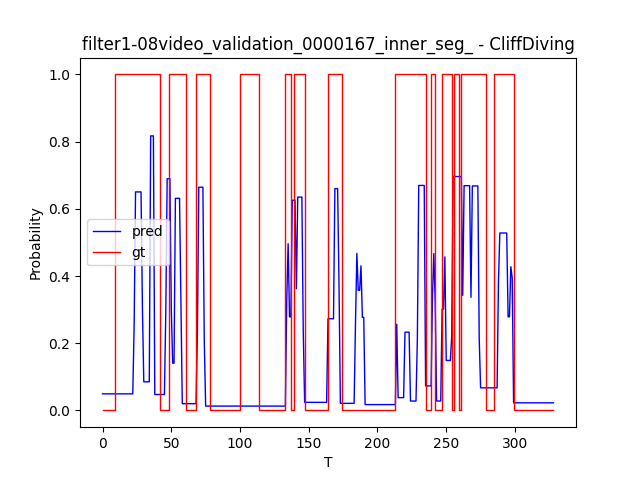 filter1-08video_validation_0000167_inner_seg_ - CliffDiving
1.0
0.8
0.6
0.4
0.2
0.0
Probability
pred
gt
0 50 100 150 200 250 300
T